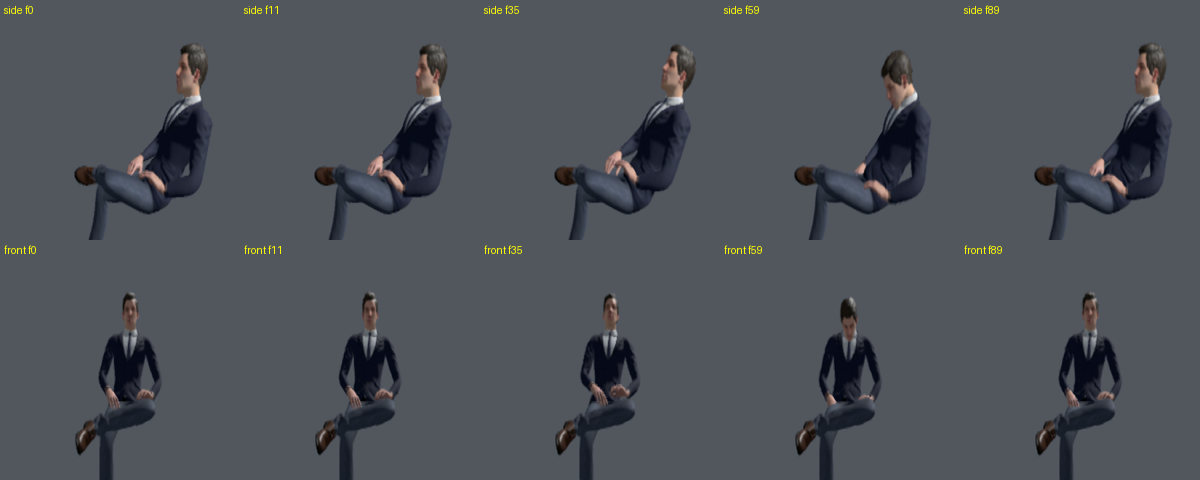 side f0
side f11
side f35
side f59
side f89
front f0
front f11
front f35
front f59
front f89